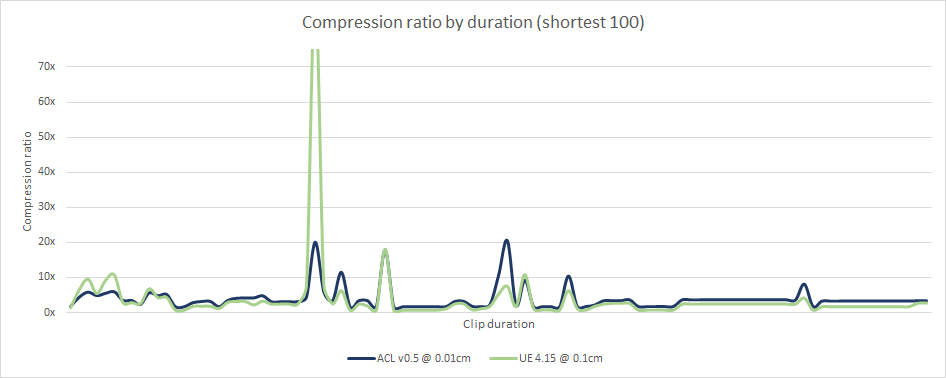 Compression ratio by duration (shortest 100)
70x
60x
50x
40x
30x
20x
10x
0x
Compression ratio
Clip duration
ACL v0.5 @ 0.01cm UE 4.15 @ 0.1cm